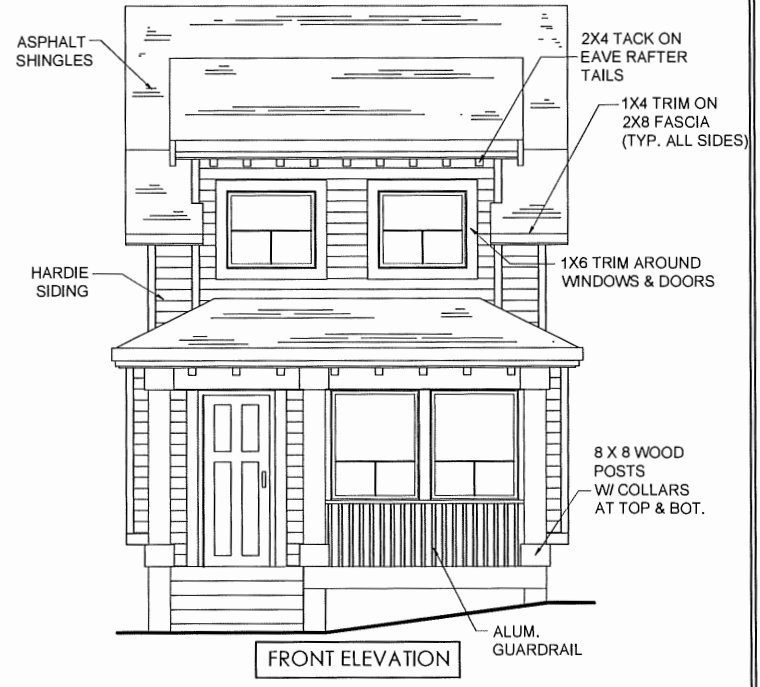 ASPHALT
SHINGLES
2X4 TACK ON
EAVE RAFTER
TAILS
1X4 TRIM ON
2X8 FASCIA
(TYP. ALL SIDES)
HARDIE
SIDING
1X6 TRIM AROUND
WINDOWS & DOORS
8 X 8 WOOD
POSTS
W/ COLLARS
AT TOP & BOT.
ALUM.
GUARDRAIL
FRONT ELEVATION